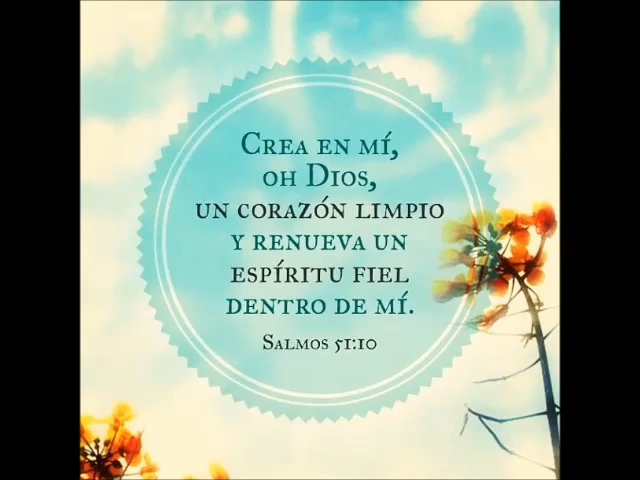 Crea en mí,
oh Dios,
un corazón limpio
y renueva un
espíritu fiel
dentro de mí.
Salmos 51:10